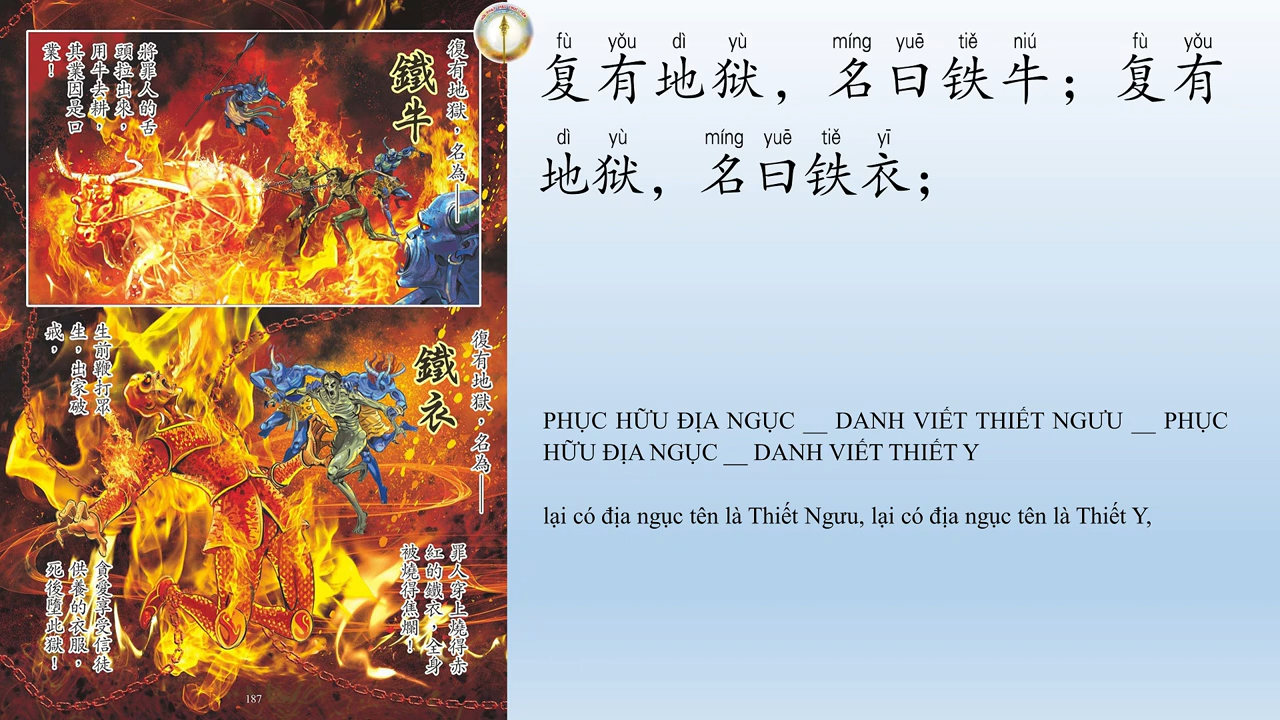 復有地獄，名為——
鐵牛
將罪人的舌
頭拉出來，
用牛去耕，
其業因是口
業！
復有地獄，名為——
鐵衣
生前鞭打眾
生，出家破
戒，
罪人穿上燒得赤
紅的鐵衣，全身
被燒得焦爛！
貪愛享受信徒
供養的衣服，
死後墮此獄！
187
fù yǒu dì yù míng yuē tiě niú fù yǒu
复有地狱，名曰铁牛；复有
dì yù míng yuē tiě yī
地狱，名曰铁衣；
PHỤC HỮU ĐỊA NGỤC __ DANH VIẾT THIẾT NGƯU __ PHỤC
HỮU ĐỊA NGỤC __ DANH VIẾT THIẾT Y
lại có địa ngục tên là Thiết Ngưu, lại có địa ngục tên là Thiết Y,